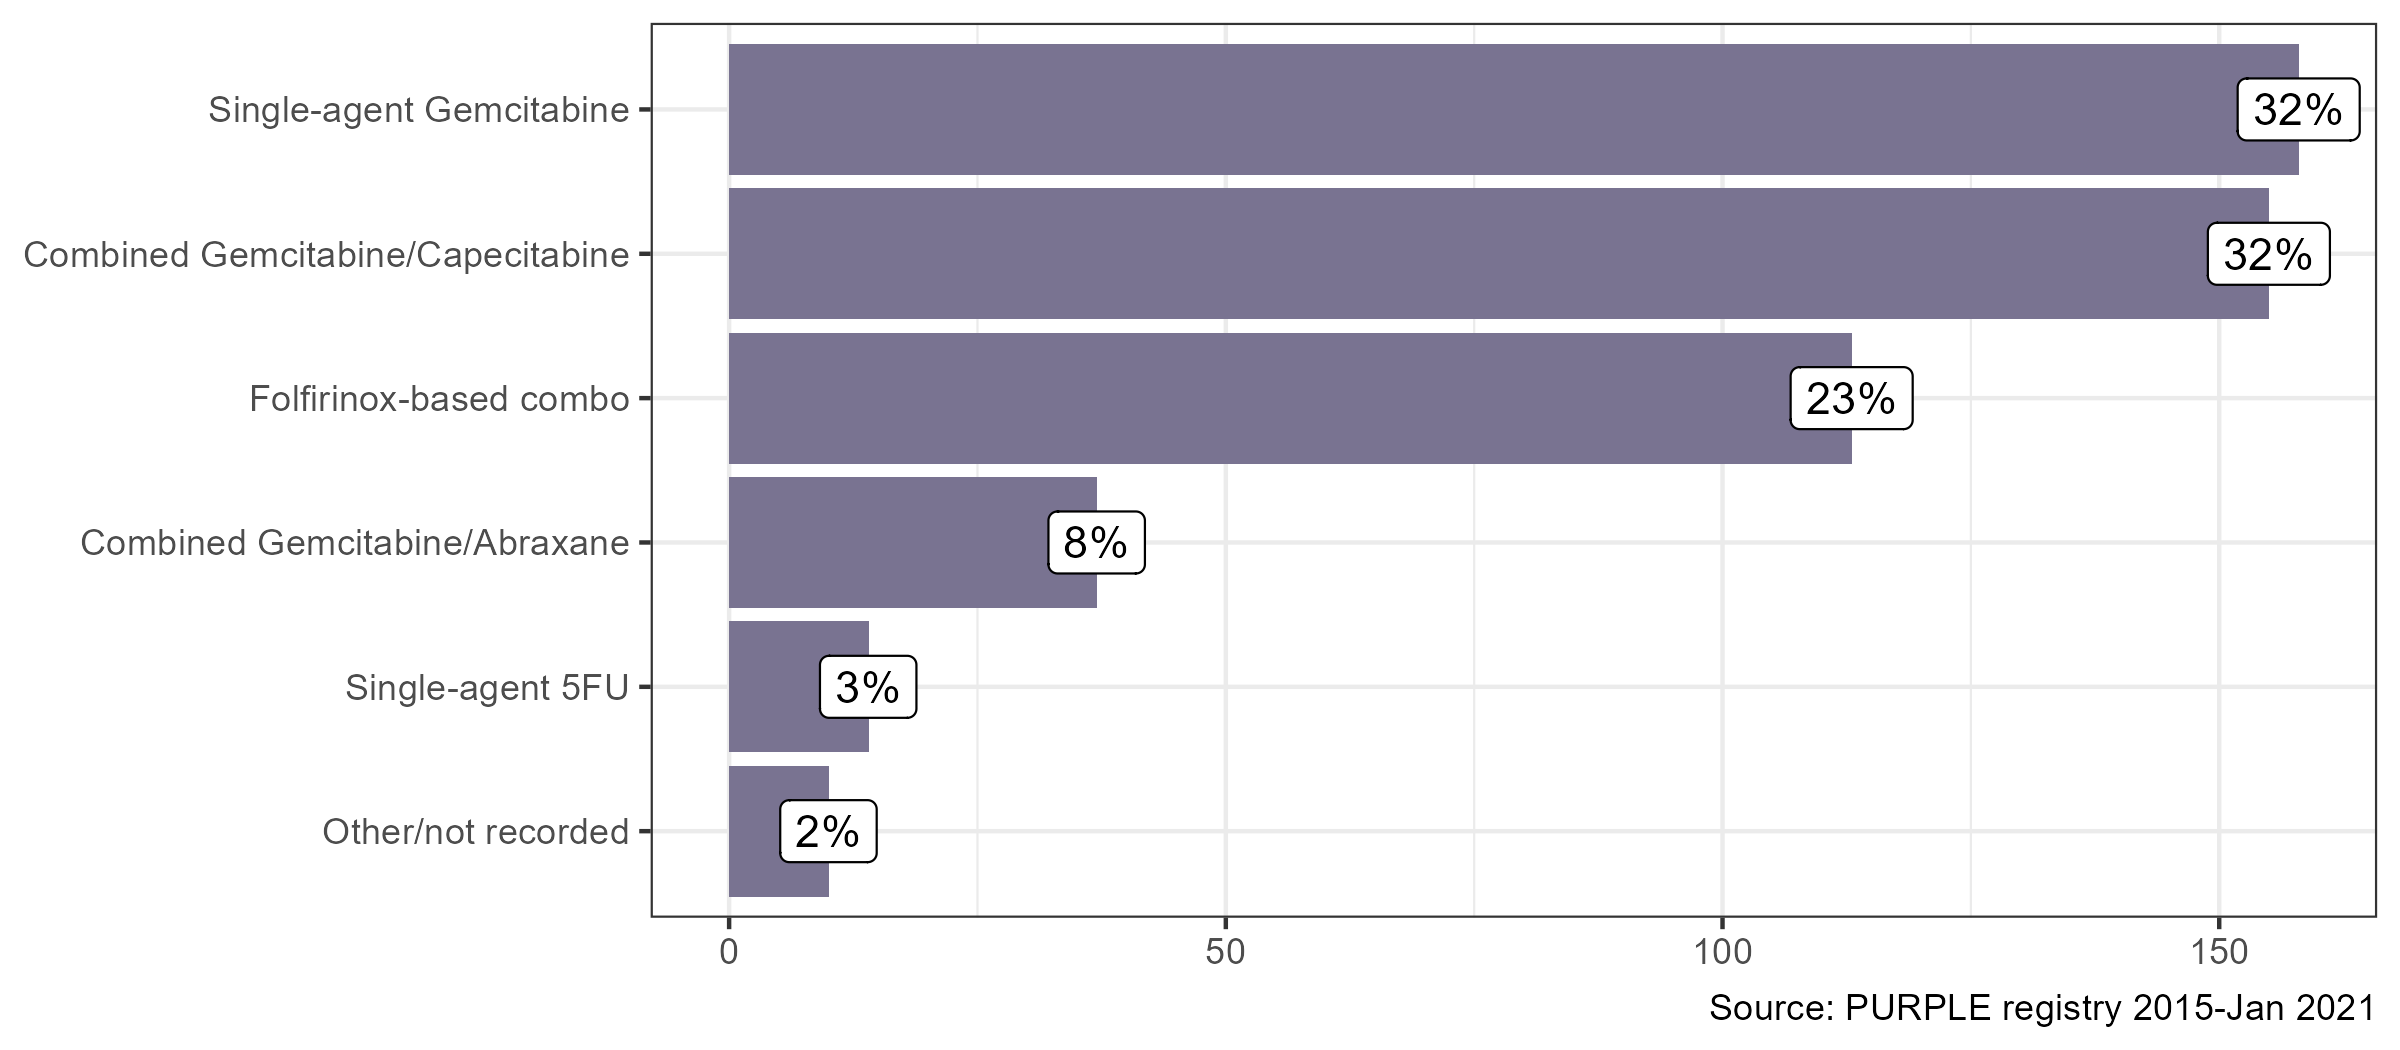 Single-agent Gemcitabine
32%
Combined Gemcitabine/Capecitabine
32%
Folfirinox-based combo
23%
Combined Gemcitabine/Abraxane
8%
Single-agent 5FU
3%
Other/not recorded
2%
0 50 100 150
Source: PURPLE registry 2015-Jan 2021